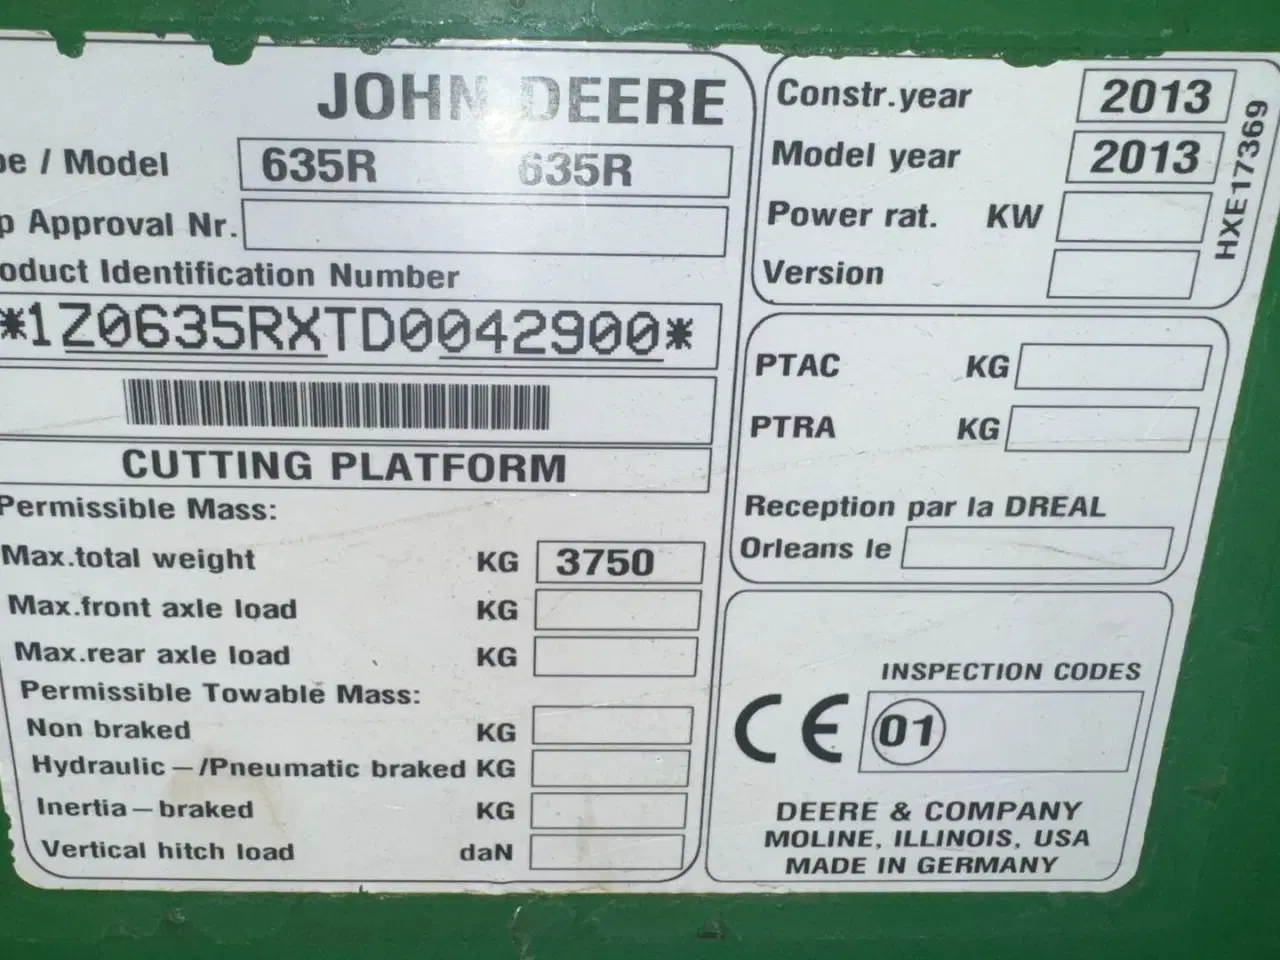 JOHN DEERE
pe / Model 635R 635R
p Approval Nr.
oduct Identification Number
*1Z0635RXTD0042900*
CUTTING PLATFORM
Permissible Mass:
Max.total weight KG 3750
Max.front axle load KG
Max.rear axle load KG
Permissible Towable Mass:
Non braked KG
Hydraulic –/Pneumatic braked KG
Inertia – braked KG
Vertical hitch load daN
Constr.year 2013
Model year 2013
Power rat. KW
Version
HXE17369
PTAC KG
PTRA KG
Reception par la DREAL
Orleans le
INSPECTION CODES
CE 01
DEERE & COMPANY
MOLINE, ILLINOIS, USA
MADE IN GERMANY